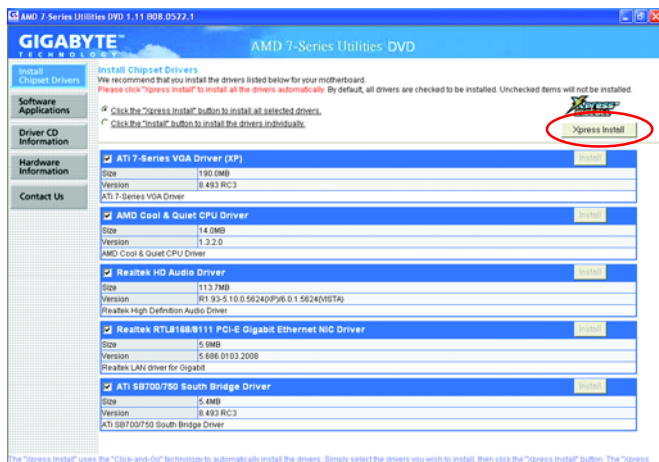 AMD 7-Series Utilities DVD 1.11 B08.0522.1
GIGABYTE™
TECHNOLOGY
AMD 7-Series Utilities DVD
Install
Chipset Drivers
Software
Applications
Driver CD
Information
Hardware
Information
Contact Us
Install Chipset Drivers
We recommend that you install the drivers listed below for your motherboard.
Please click "Xpress Install" to install all the drivers automatically. By default, all drivers are checked to be installed. Unchecked items will not be installed.
Click the "Xpress Install" button to install all selected drivers.
Click the "Install" button to install the drivers individually.
Xpress
Xpress Install
ATi 7-Series VGA Driver (XP)
Install
Size 190.0MB
Version 8.493 RC3
ATi 7-Series VGA Driver
AMD Cool & Quiet CPU Driver
Install
Size 14.0MB
Version 1.3.2.0
AMD Cool & Quiet CPU Driver
Realtek HD Audio Driver
Install
Size 113.7MB
Version R1.93-5.10.0.5624(XP)/6.0.1.5624(VISTA)
Realtek High Definition Audio Driver
Realtek RTL8168/8111 PCI-E Gigabit Ethernet NIC Driver
Install
Size 5.9MB
Version 5.686.0103.2008
Realtek LAN driver for Gigabit
ATi SB700/750 South Bridge Driver
Install
Size 5.4MB
Version 8.493 RC3
ATi SB700/750 South Bridge Driver
The "Xpress Install" uses the "Click-and-Go" technology to automatically install the drivers. Simply select the drivers you wish to install, then click the "Xpress Install" button. The "Xpress